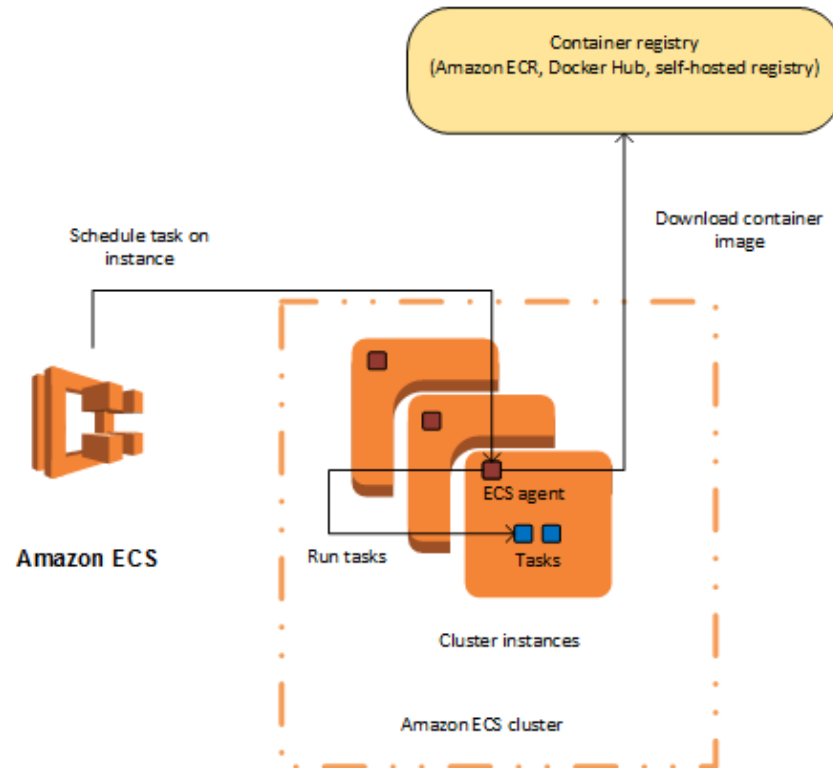 Container registry
(Amazon ECR, Docker Hub, self-hosted registry)
Download container
image
Schedule task on
instance
ECS agent
Amazon ECS
Run tasks
Tasks
Cluster instances
Amazon ECS cluster